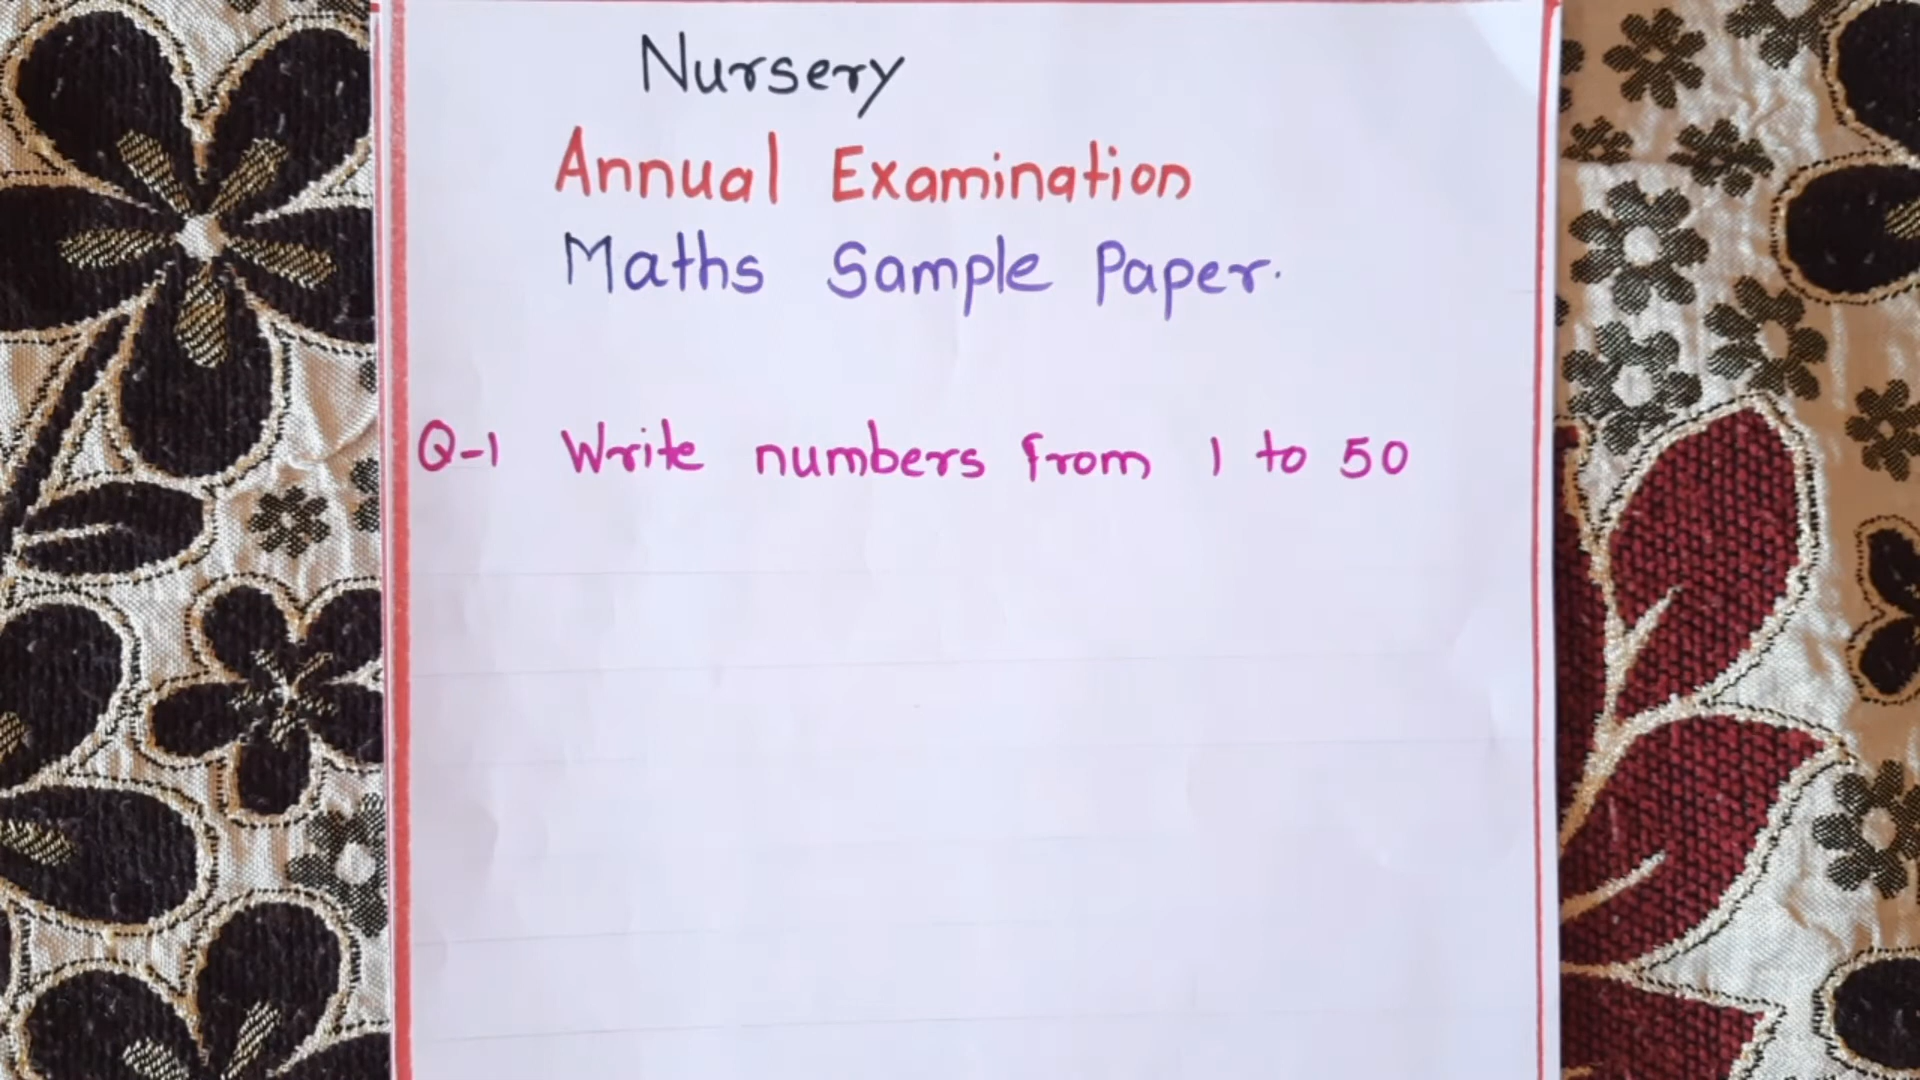 Nursery
Annual Examination
Maths Sample Paper.
Q-1 Write numbers from 1 to 50